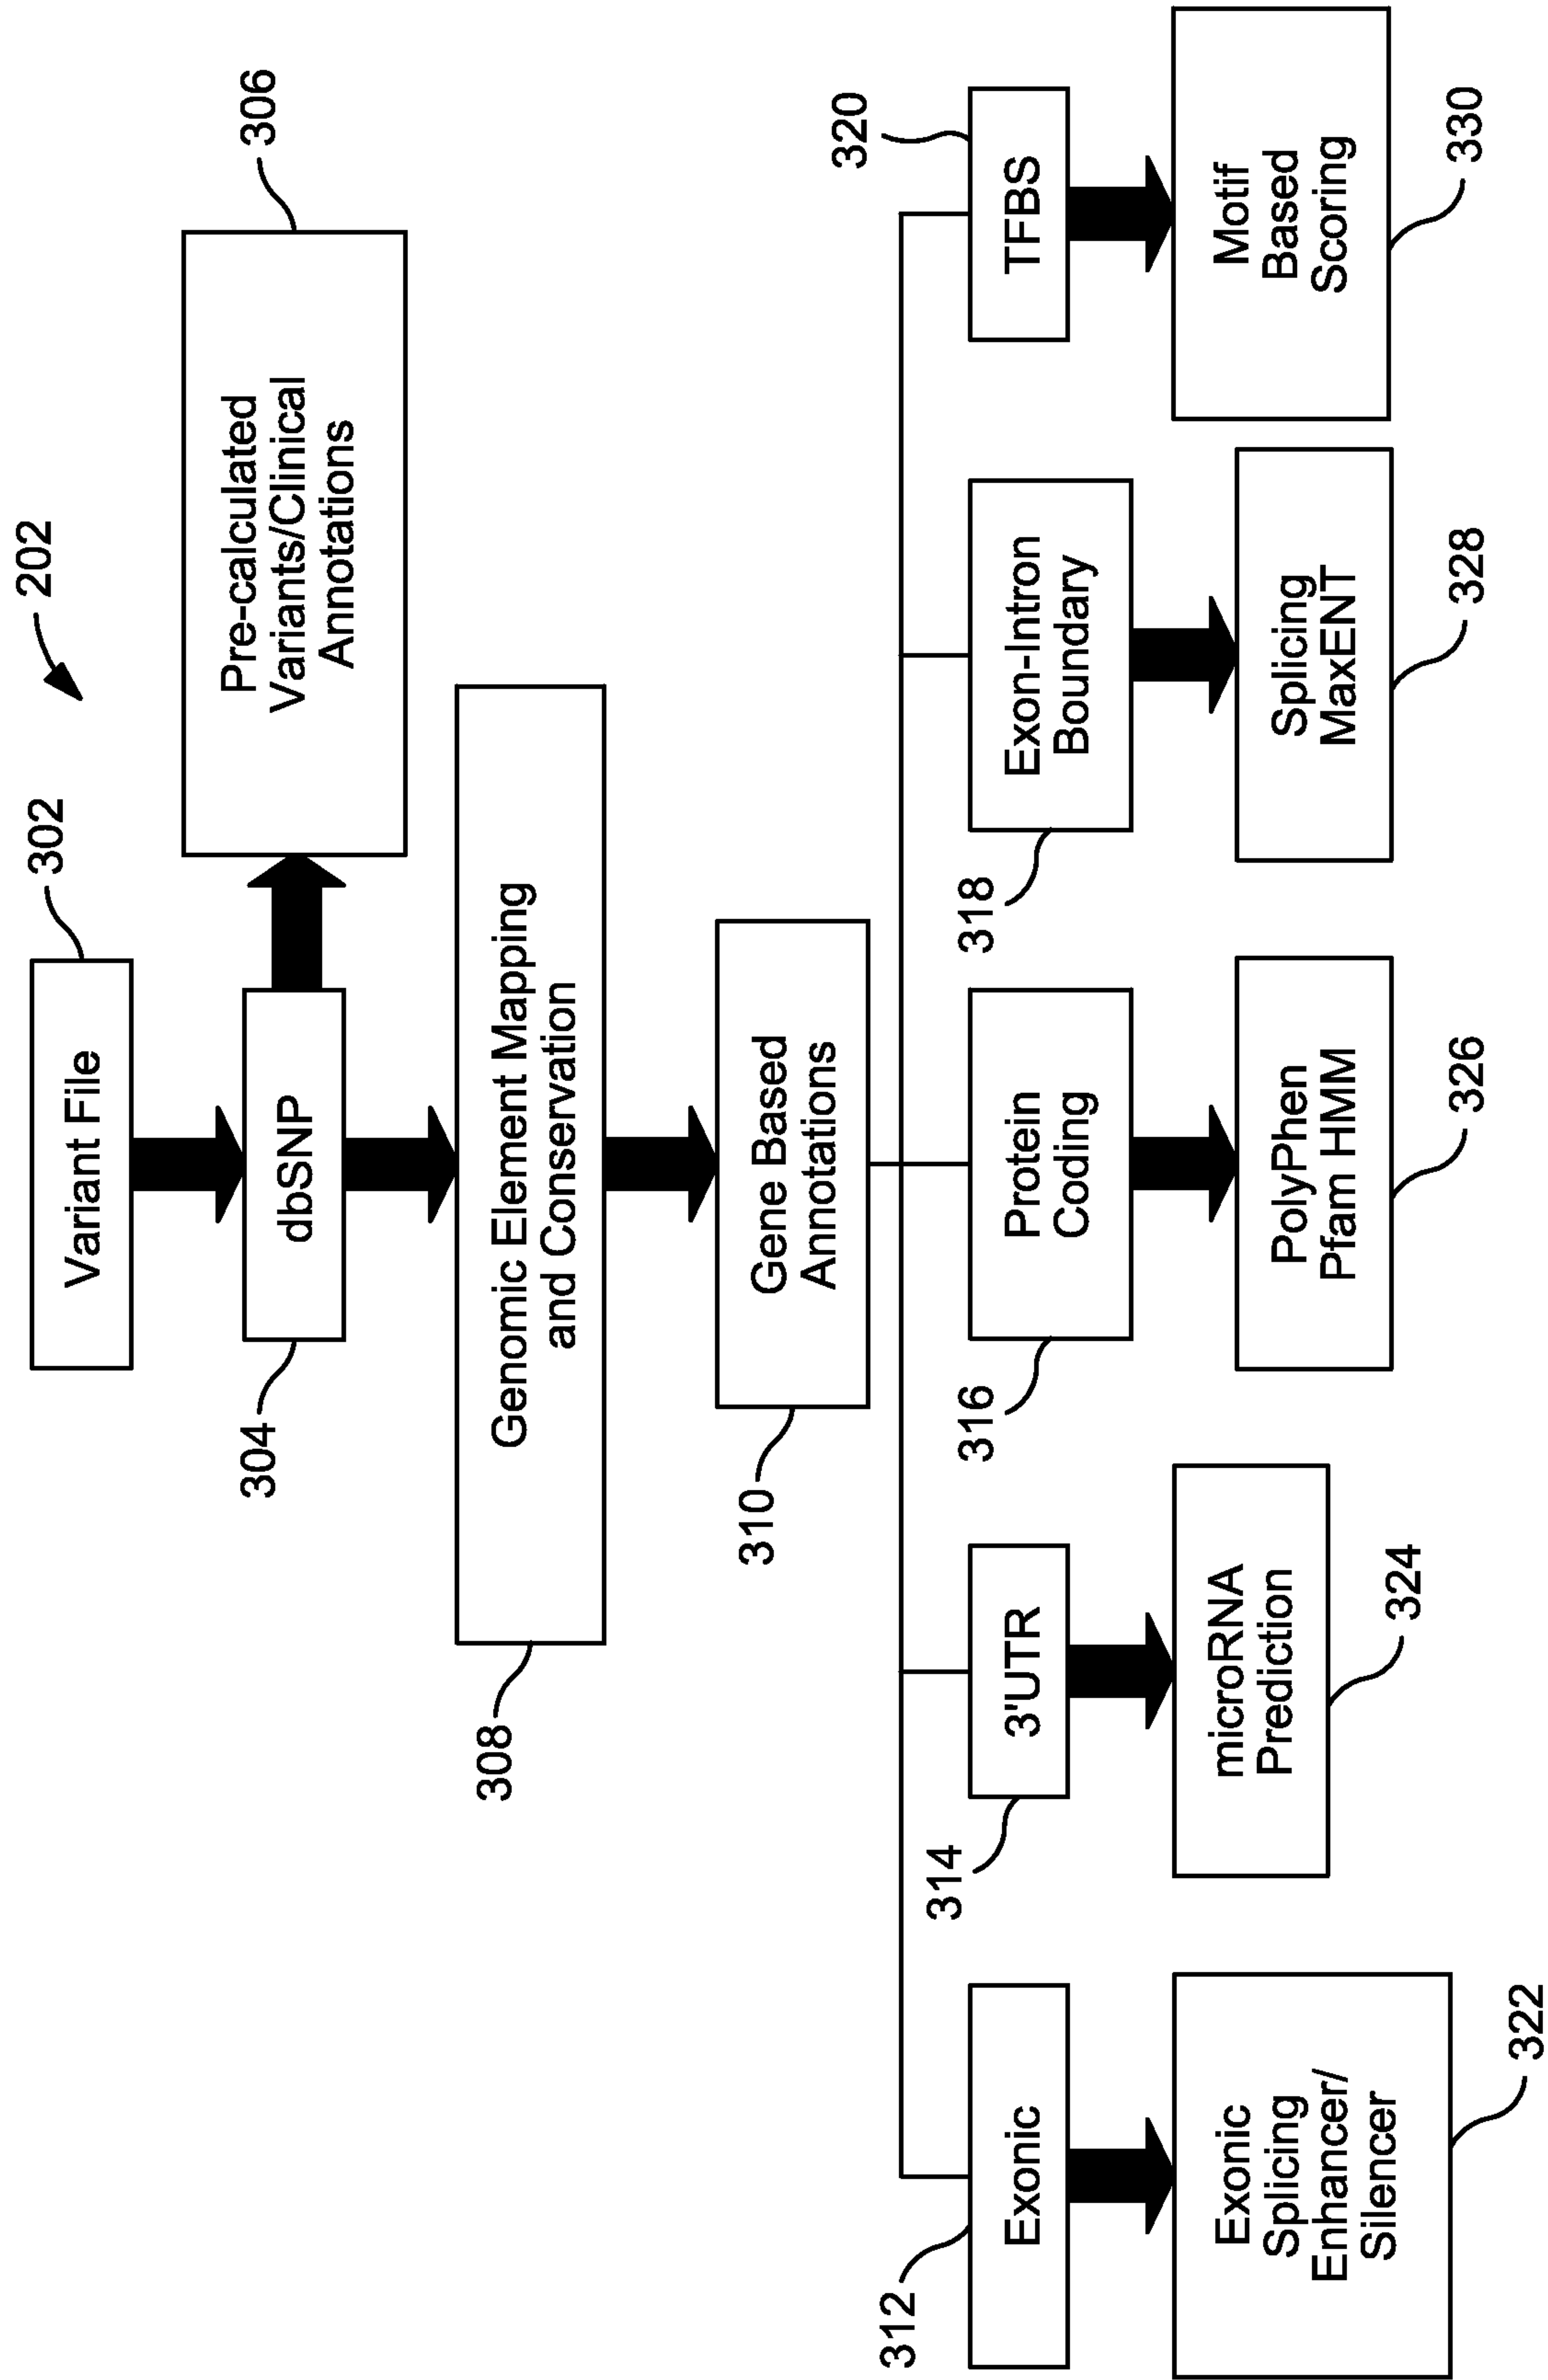 202
302
Variant File
304
dbSNP
306
Pre-calculated
Variants/Clinical
Annotations
308
Genomic Element Mapping
and Conservation
310
Gene Based
Annotations
312
Exonic
314
3'UTR
316
Protein
Coding
318
Exon-Intron
Boundary
320
TFBS
Exonic
Splicing
Enhancer/
Silencer
322
microRNA
Prediction
324
PolyPhen
Pfam HMM
326
Splicing
MaxENT
328
Motif
Based
Scoring
330